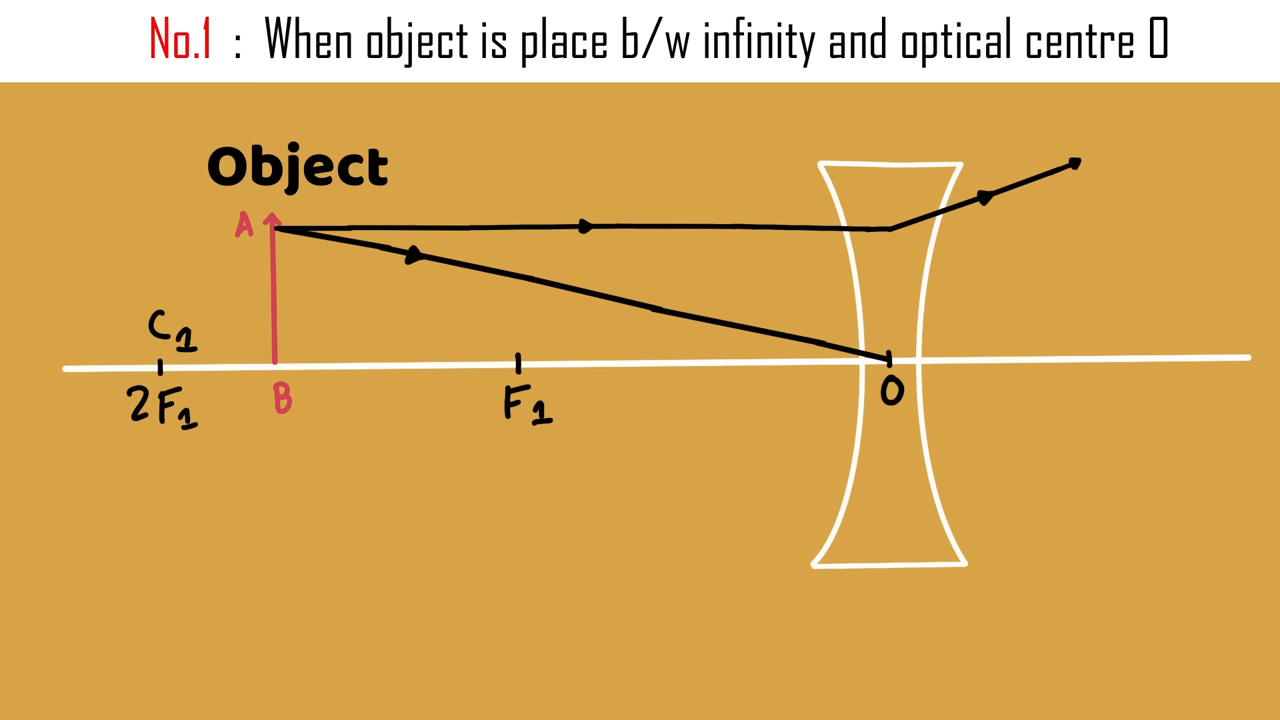 No.1 : When object is place b/w infinity and optical centre O
Object
A
C1
2F1
B
F1
O